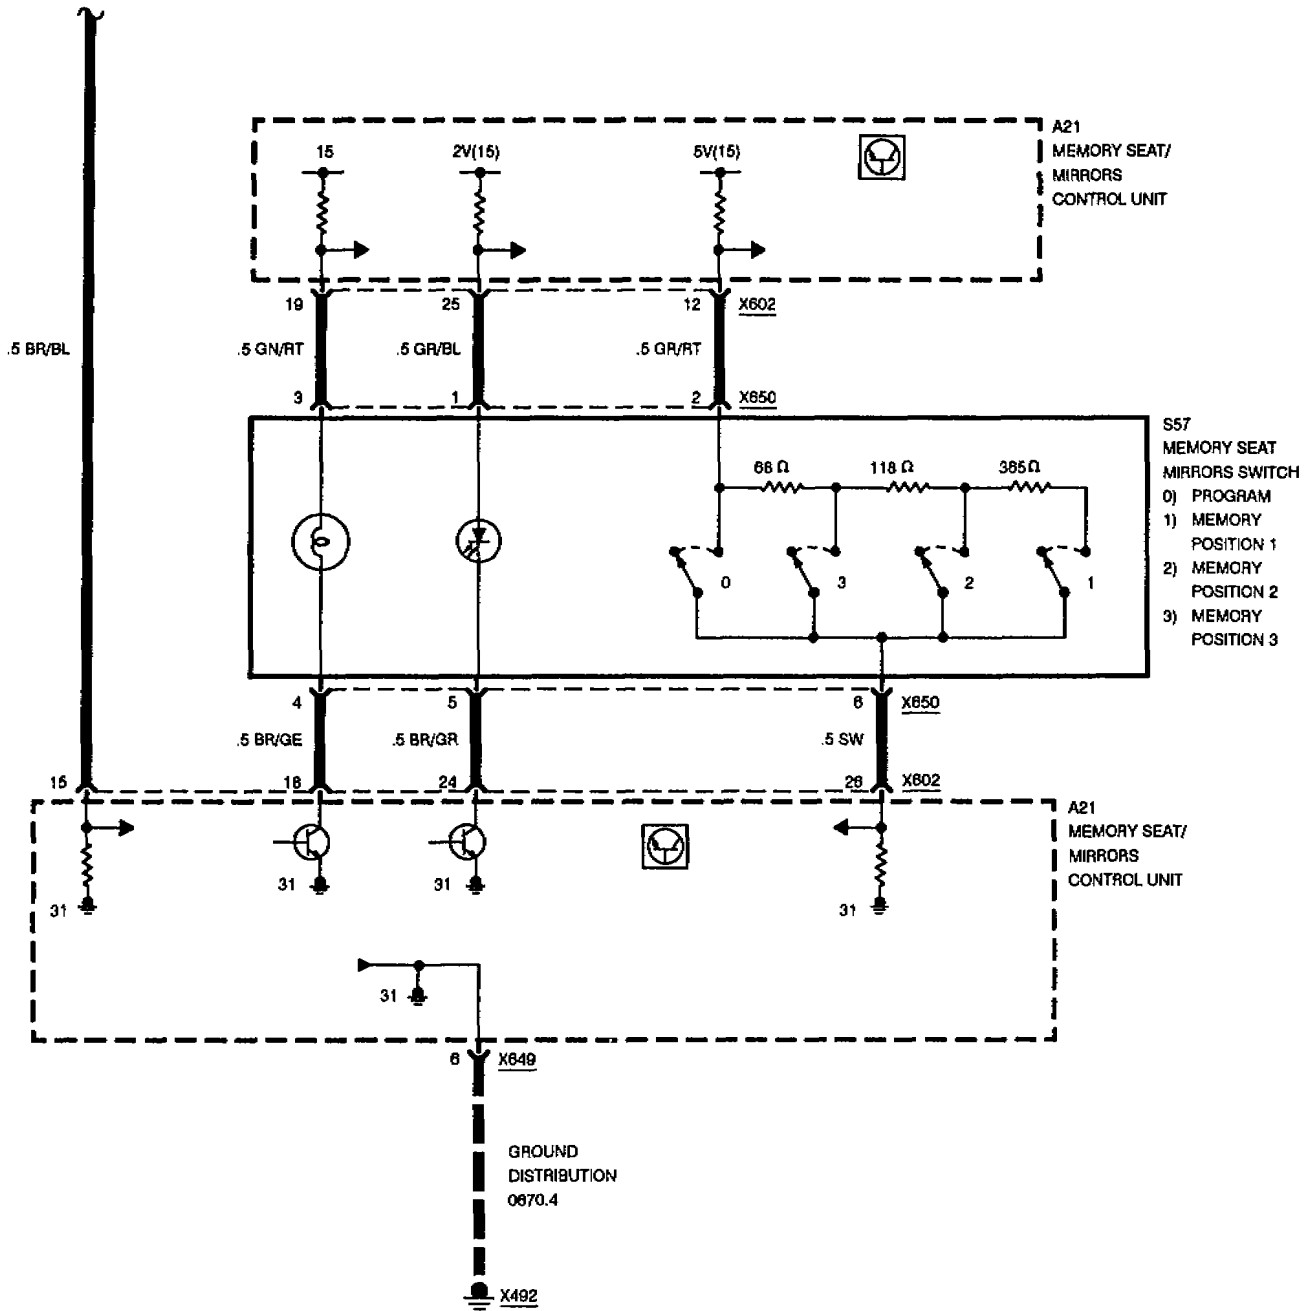 A21
MEMORY SEAT/
MIRRORS
CONTROL UNIT
15
2V(15)
5V(15)
19
25
12
X602
.5 BR/BL
.5 GN/RT
.5 GR/BL
.5 GR/RT
3
1
2
X650
S57
MEMORY SEAT
MIRRORS SWITCH
0) PROGRAM
1) MEMORY
POSITION 1
2) MEMORY
POSITION 2
3) MEMORY
POSITION 3
118 Ω
0
3
2
1
4
5
6
X650
.5 BR/GE
.5 BR/GR
.5 SW
15
18
24
26
X602
A21
MEMORY SEAT/
MIRRORS
CONTROL UNIT
31
31
31
31
31
6
X649
GROUND
DISTRIBUTION
0670.4
X492